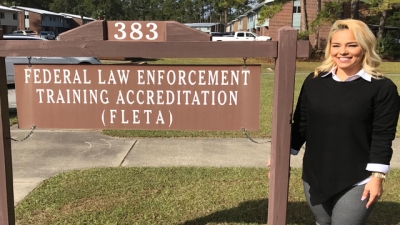 383
FEDERAL LAW ENFORCEMENT
TRAINING ACCREDITATION
(FLETA)